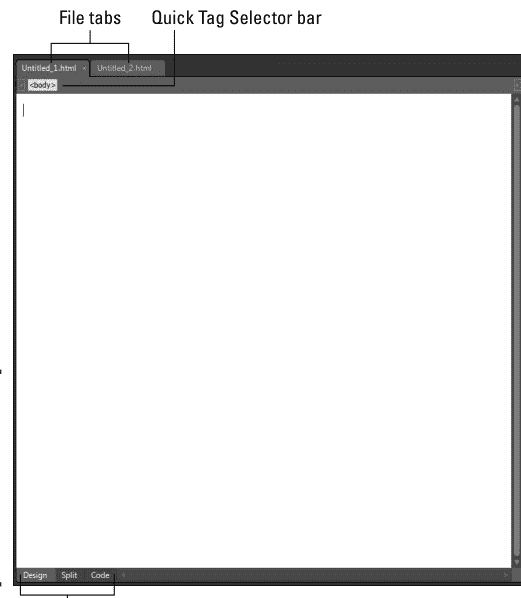 File tabs Quick Tag Selector bar
Untitled_1.html × Untitled_2.html
<body>
Design Split Code